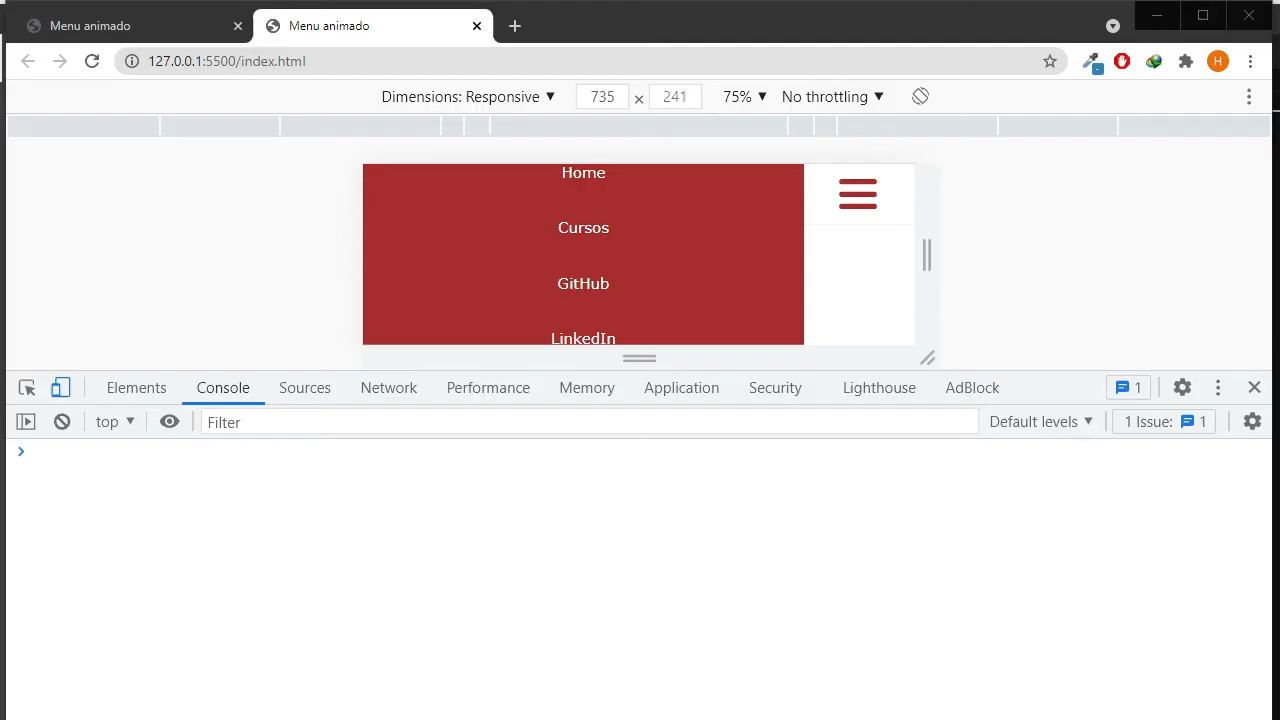 Menu animado
Menu animado
127.0.0.1:5500/index.html
H
Dimensions: Responsive 735 × 241 75% No throttling
Home
Cursos
GitHub
LinkedIn
Elements Console Sources Network Performance Memory Application Security Lighthouse AdBlock 1
top Filter Default levels 1 Issue: 1